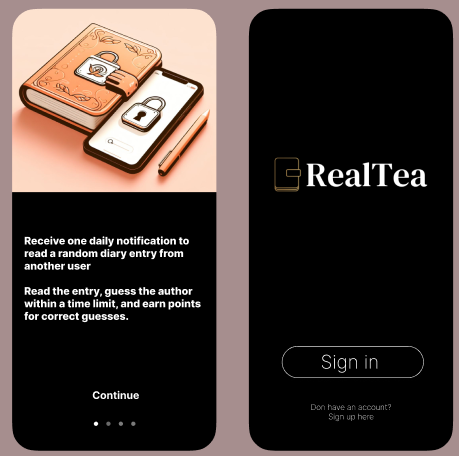 Receive one daily notification to
read a random diary entry from
another user
Read the entry, guess the author
within a time limit, and earn points
for correct guesses.
Continue
RealTea
Sign in
Don have an account?
Sign up here